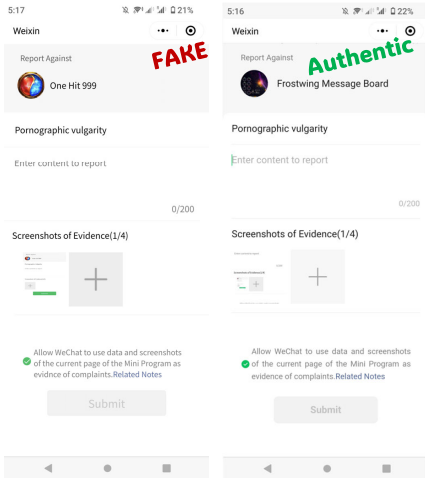 5:17
21%
Weixin
FAKE
Report Against
One Hit 999
Pornographic vulgarity
Enter content to report
0/200
Screenshots of Evidence(1/4)
Allow WeChat to use data and screenshots
of the current page of the Mini Program as
evidnce of complaints.Related Notes
Submit
5:16
22%
Weixin
Authentic
Report Against
Frostwing Message Board
Pornographic vulgarity
Enter content to report
0/200
Screenshots of Evidence(1/4)
Allow WeChat to use data and screenshots
of the current page of the Mini Program as
evidence of complaints.Related Notes
Submit